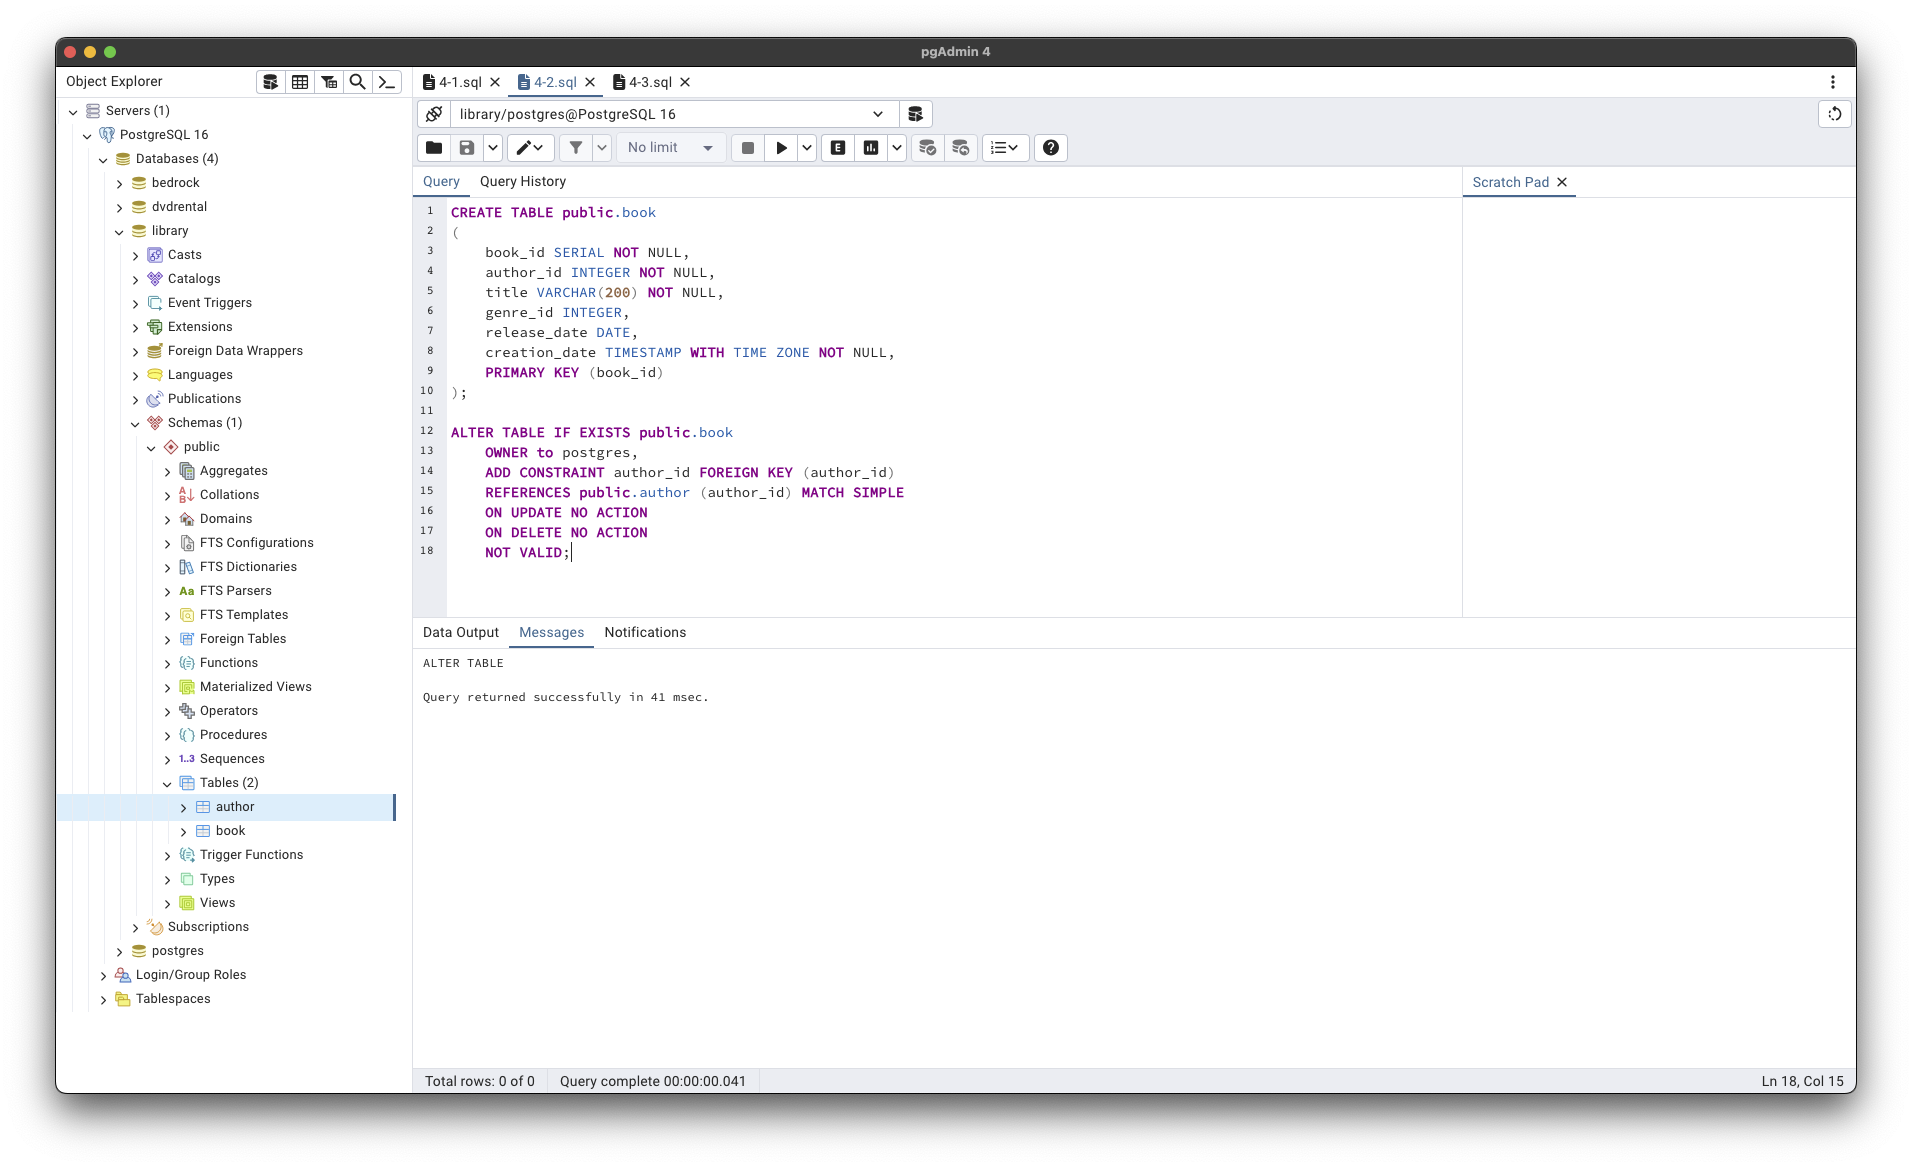 pgAdmin 4
Object Explorer
Servers (1)
PostgreSQL 16
Databases (4)
bedrock
dvdrental
library
Casts
Catalogs
Event Triggers
Extensions
Foreign Data Wrappers
Languages
Publications
Schemas (1)
public
Aggregates
Collations
Domains
FTS Configurations
FTS Dictionaries
Aa FTS Parsers
FTS Templates
Foreign Tables
Functions
Materialized Views
Operators
Procedures
1..3 Sequences
Tables (2)
author
book
Trigger Functions
Types
Views
Subscriptions
postgres
Login/Group Roles
Tablespaces
4-1.sql 4-2.sql 4-3.sql
library/postgres@PostgreSQL 16
No limit E
Query Query History
1 CREATE TABLE public.book
2 (
3 book_id SERIAL NOT NULL,
4 author_id INTEGER NOT NULL,
5 title VARCHAR(200) NOT NULL,
6 genre_id INTEGER,
7 release_date DATE,
8 creation_date TIMESTAMP WITH TIME ZONE NOT NULL,
9 PRIMARY KEY (book_id)
10 );
11
12 ALTER TABLE IF EXISTS public.book
13 OWNER to postgres,
14 ADD CONSTRAINT author_id FOREIGN KEY (author_id)
15 REFERENCES public.author (author_id) MATCH SIMPLE
16 ON UPDATE NO ACTION
17 ON DELETE NO ACTION
18 NOT VALID;
Scratch Pad
Data Output Messages Notifications
ALTER TABLE
Query returned successfully in 41 msec.
Total rows: 0 of 0 Query complete 00:00:00.041 Ln 18, Col 15